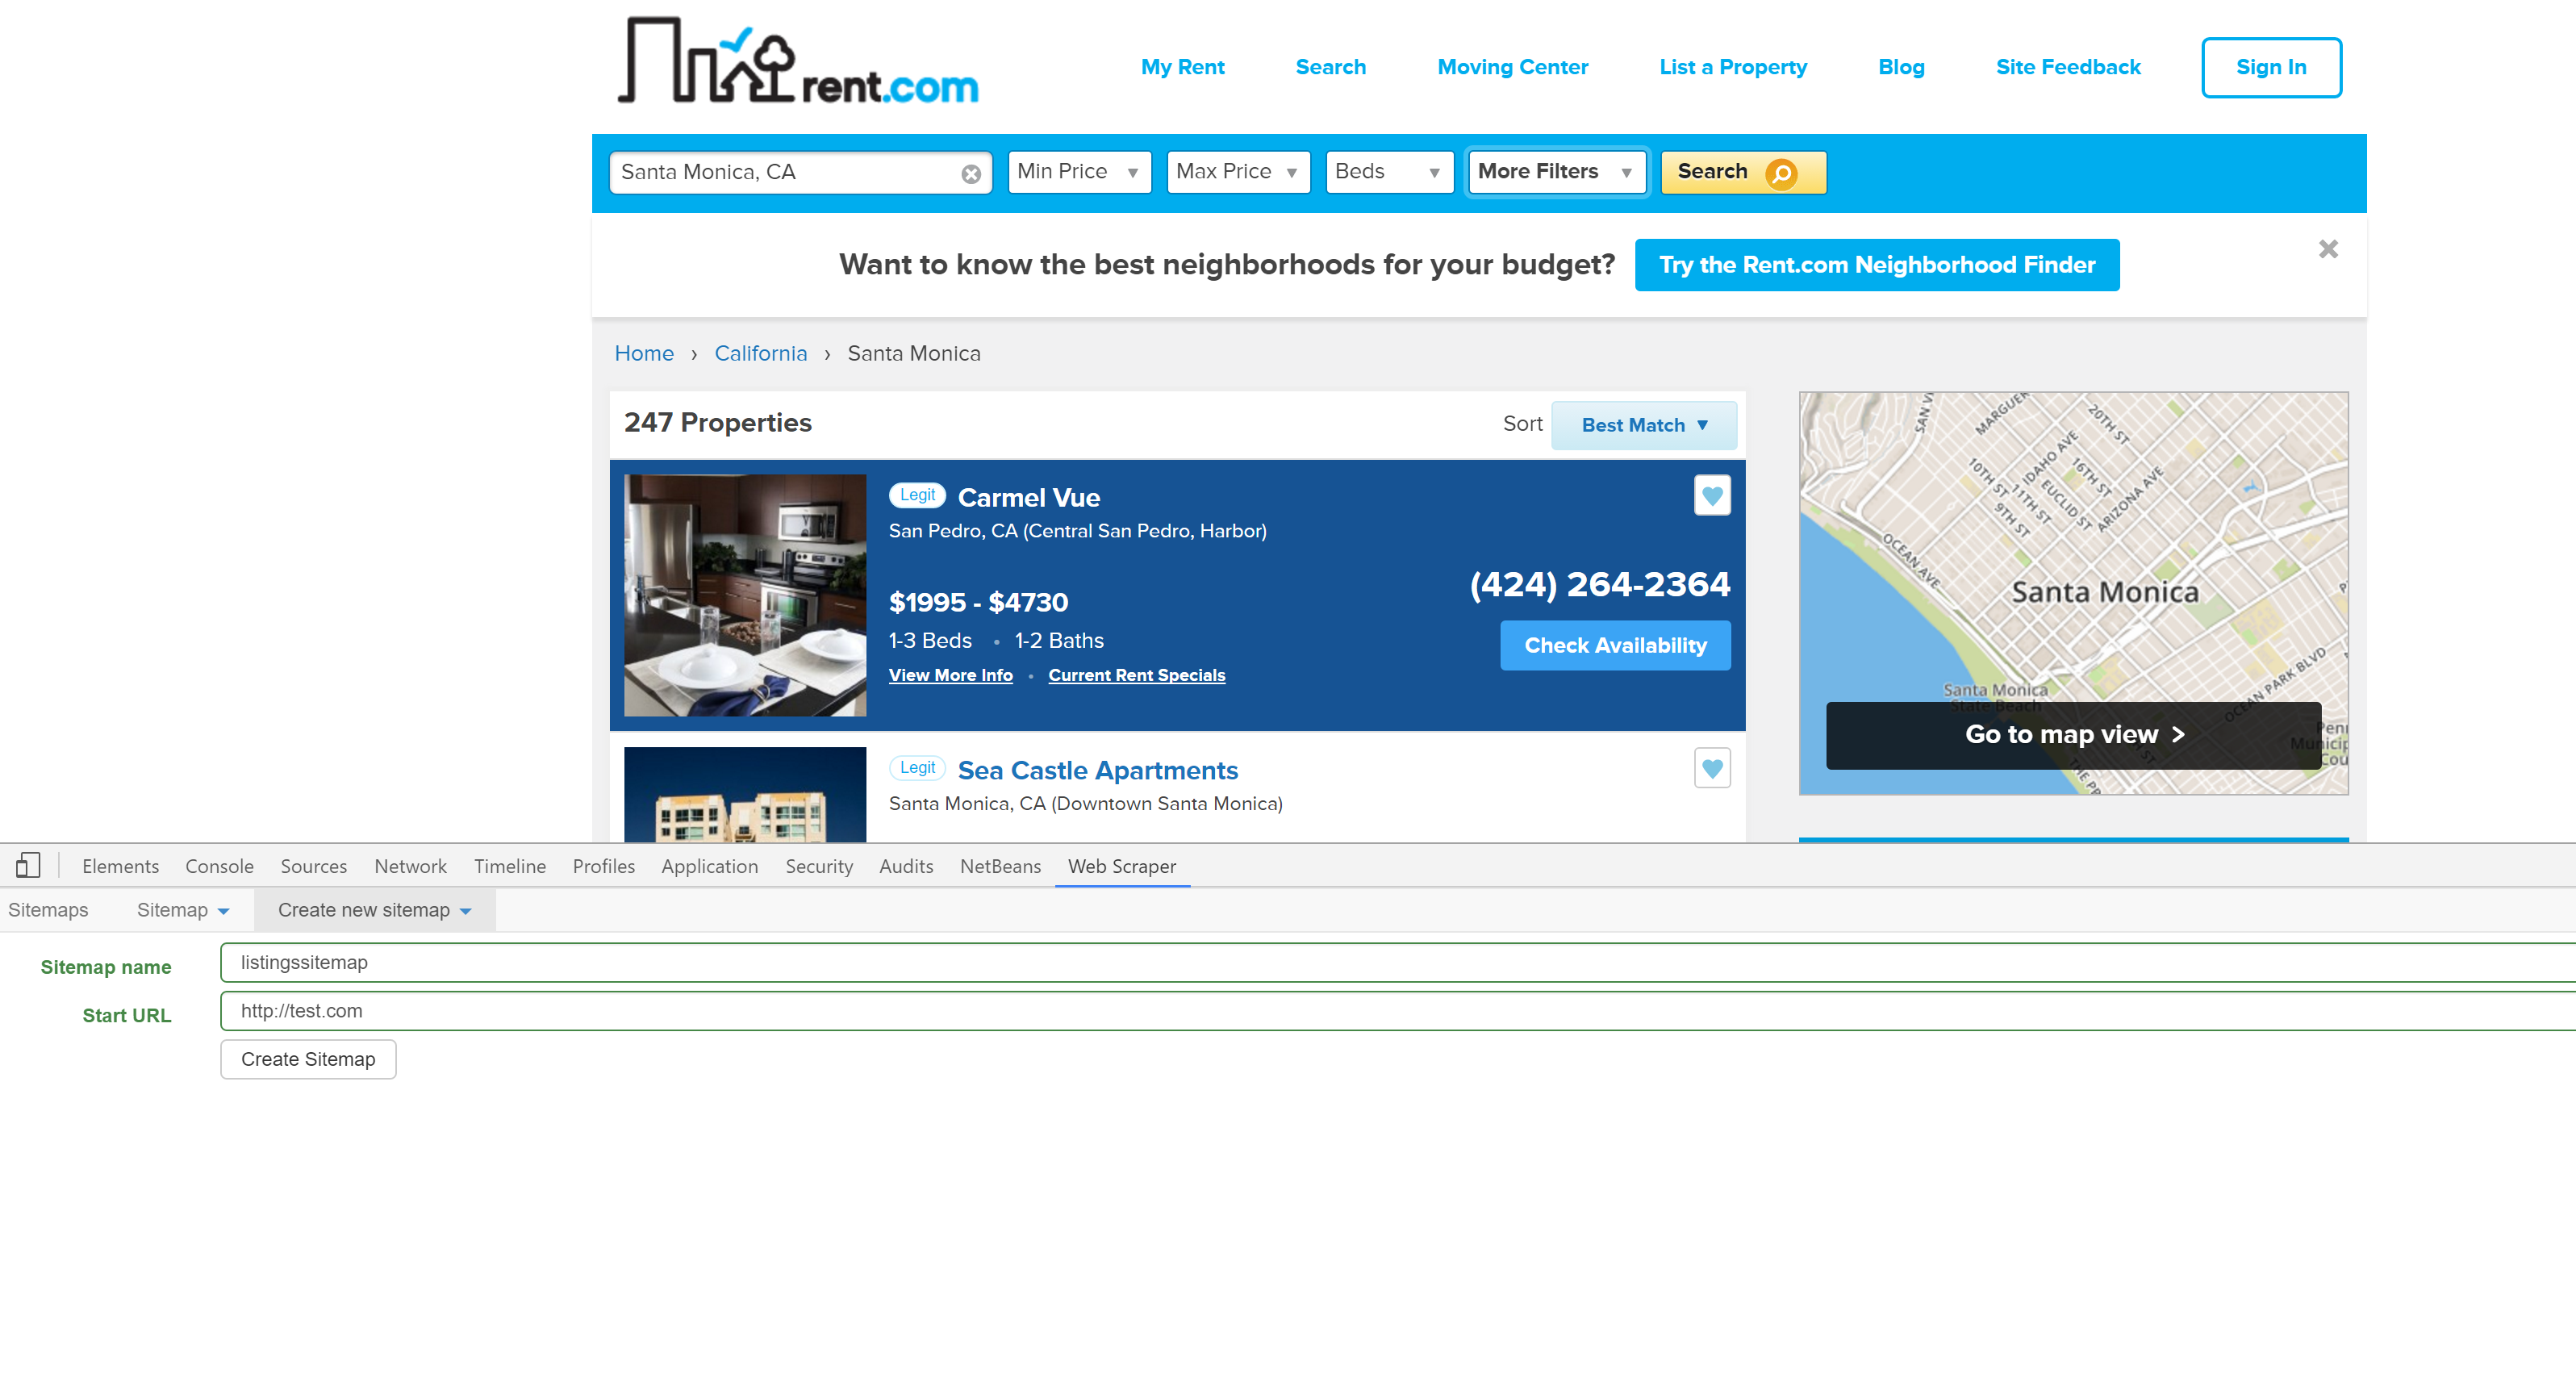 rent.com
My Rent Search Moving Center List a Property Blog Site Feedback Sign In
Santa Monica, CA Min Price Max Price Beds More Filters Search
Want to know the best neighborhoods for your budget? Try the Rent.com Neighborhood Finder
Home › California › Santa Monica
247 Properties Sort Best Match
Legit Carmel Vue
San Pedro, CA (Central San Pedro, Harbor)
(424) 264-2364
$1995 - $4730
1-3 Beds • 1-2 Baths
Check Availability
View More Info • Current Rent Specials
Legit Sea Castle Apartments
Santa Monica, CA (Downtown Santa Monica)
SAN VI
MARGUER
20TH ST
IDAHO AVE
10TH ST
16TH ST
11TH ST
EUCLID ST
ARIZONA AVE
9TH ST
OCEAN AVE
Santa Monica
OCEAN PARK BLVD
Santa Monica
State Beach
Go to map view >
Penn
Municip
Cou
THE PR
Elements Console Sources Network Timeline Profiles Application Security Audits NetBeans Web Scraper
Sitemaps Sitemap Create new sitemap
Sitemap name listingssitemap
Start URL http://test.com
Create Sitemap